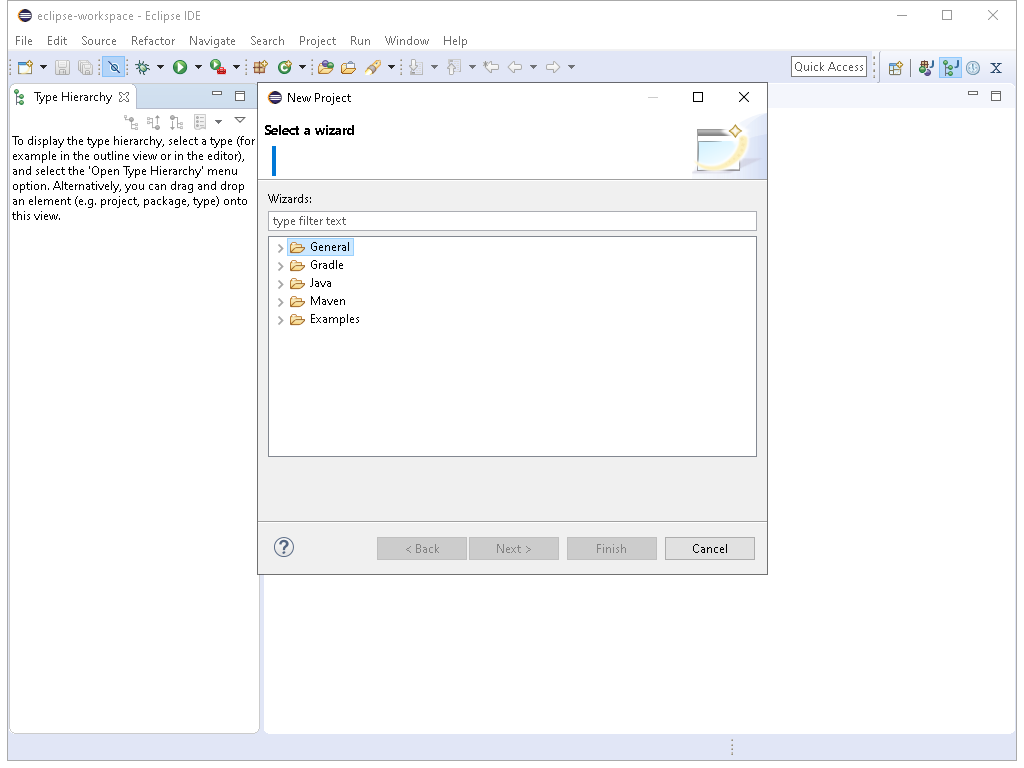 eclipse-workspace - Eclipse IDE
File Edit Source Refactor Navigate Search Project Run Window Help
Quick Access
Type Hierarchy
To display the type hierarchy, select a type (for
example in the outline view or in the editor),
and select the 'Open Type Hierarchy' menu
option. Alternatively, you can drag and drop
an element (e.g. project, package, type) onto
this view.
New Project
Select a wizard
Wizards:
type filter text
General
Gradle
Java
Maven
Examples
?
< Back Next > Finish Cancel